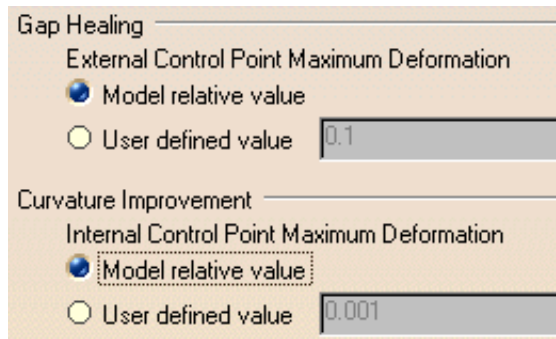 Gap Healing
External Control Point Maximum Deformation
Model relative value
User defined value 0.1
Curvature Improvement
Internal Control Point Maximum Deformation
Model relative value
User defined value 0.001